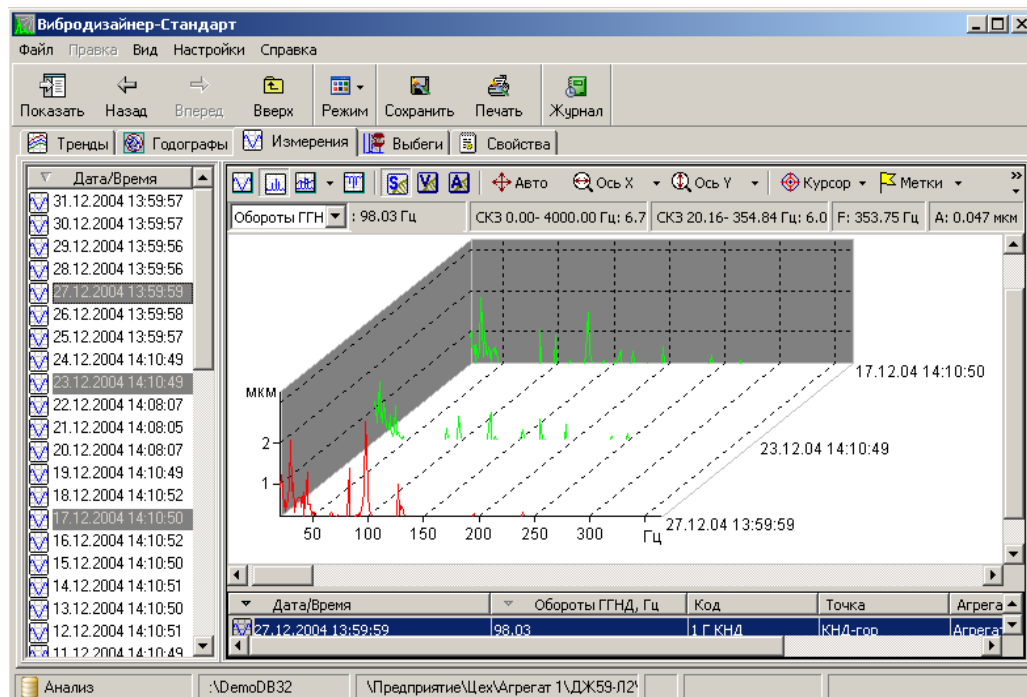 Вибродизайнер-Стандарт
Файл Правка Вид Настройки Справка
Показать Назад Вперед Вверх Режим Сохранить Печать Журнал
Тренды Годографы Измерения Выбеги Свойства
Дата/Время
31.12.2004 13:59:57
30.12.2004 13:59:57
29.12.2004 13:59:56
28.12.2004 13:59:56
27.12.2004 13:59:59
26.12.2004 13:59:58
25.12.2004 13:59:57
24.12.2004 14:10:49
23.12.2004 14:10:49
22.12.2004 14:08:07
21.12.2004 14:08:05
20.12.2004 14:08:07
19.12.2004 14:10:49
18.12.2004 14:10:52
17.12.2004 14:10:50
16.12.2004 14:10:52
15.12.2004 14:10:50
14.12.2004 14:10:51
13.12.2004 14:10:50
12.12.2004 14:10:51
11.12.2004 14:10:49
S V A Авто Ось X Ось Y Курсор Метки »
Обороты ГГН : 98.03 Гц СКЗ 0.00- 4000.00 Гц: 6.7 СКЗ 20.16- 354.84 Гц: 6.0 F: 353.75 Гц A: 0.047 мкм
17.12.04 14:10:50
мкм
2
23.12.04 14:10:49
1
27.12.04 13:59:59
50 100 150 200 250 300 Гц
Дата/Время Обороты ГГНД, Гц Код Точка Агрега
27.12.2004 13:59:59 98.03 1 Г КНД КНД-гор Агрегат
Анализ :\DemoDB32 \Предприятие\Цех\Агрегат 1\ДЖ59-Л2\